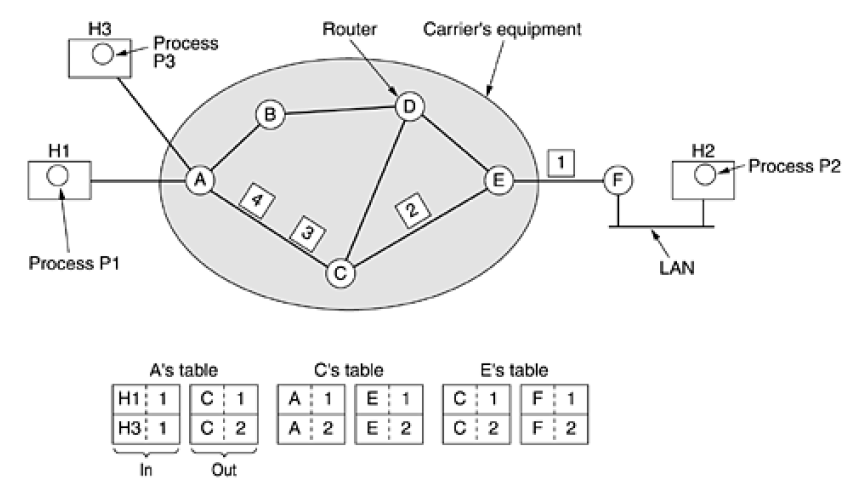 H3
Process
P3
Router
Carrier's equipment
B
D
H1
A
E
1
F
H2
Process P2
4
3
2
C
Process P1
LAN
A's table
C's table
E's table
H1 1 C 1 A 1 E 1 C 1 F 1
H3 1 C 2 A 2 E 2 C 2 F 2
In
Out